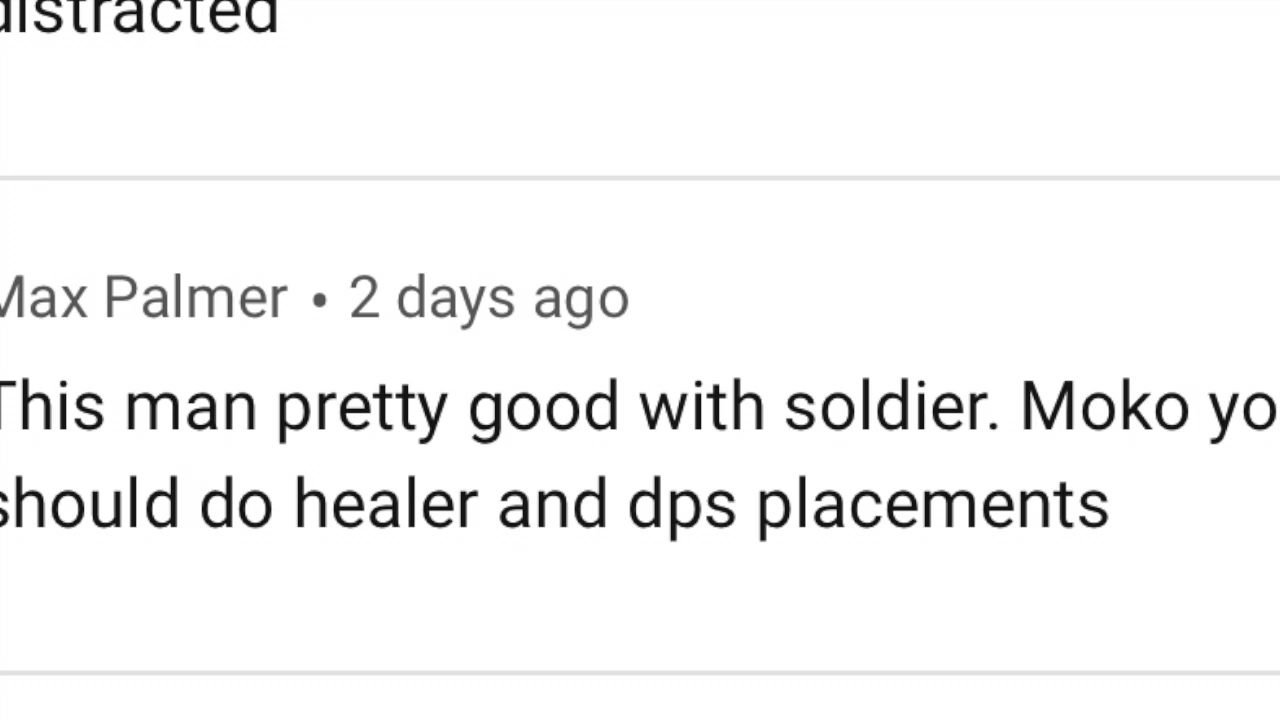 distracted
Max Palmer • 2 days ago
This man pretty good with soldier. Moko yo
should do healer and dps placements